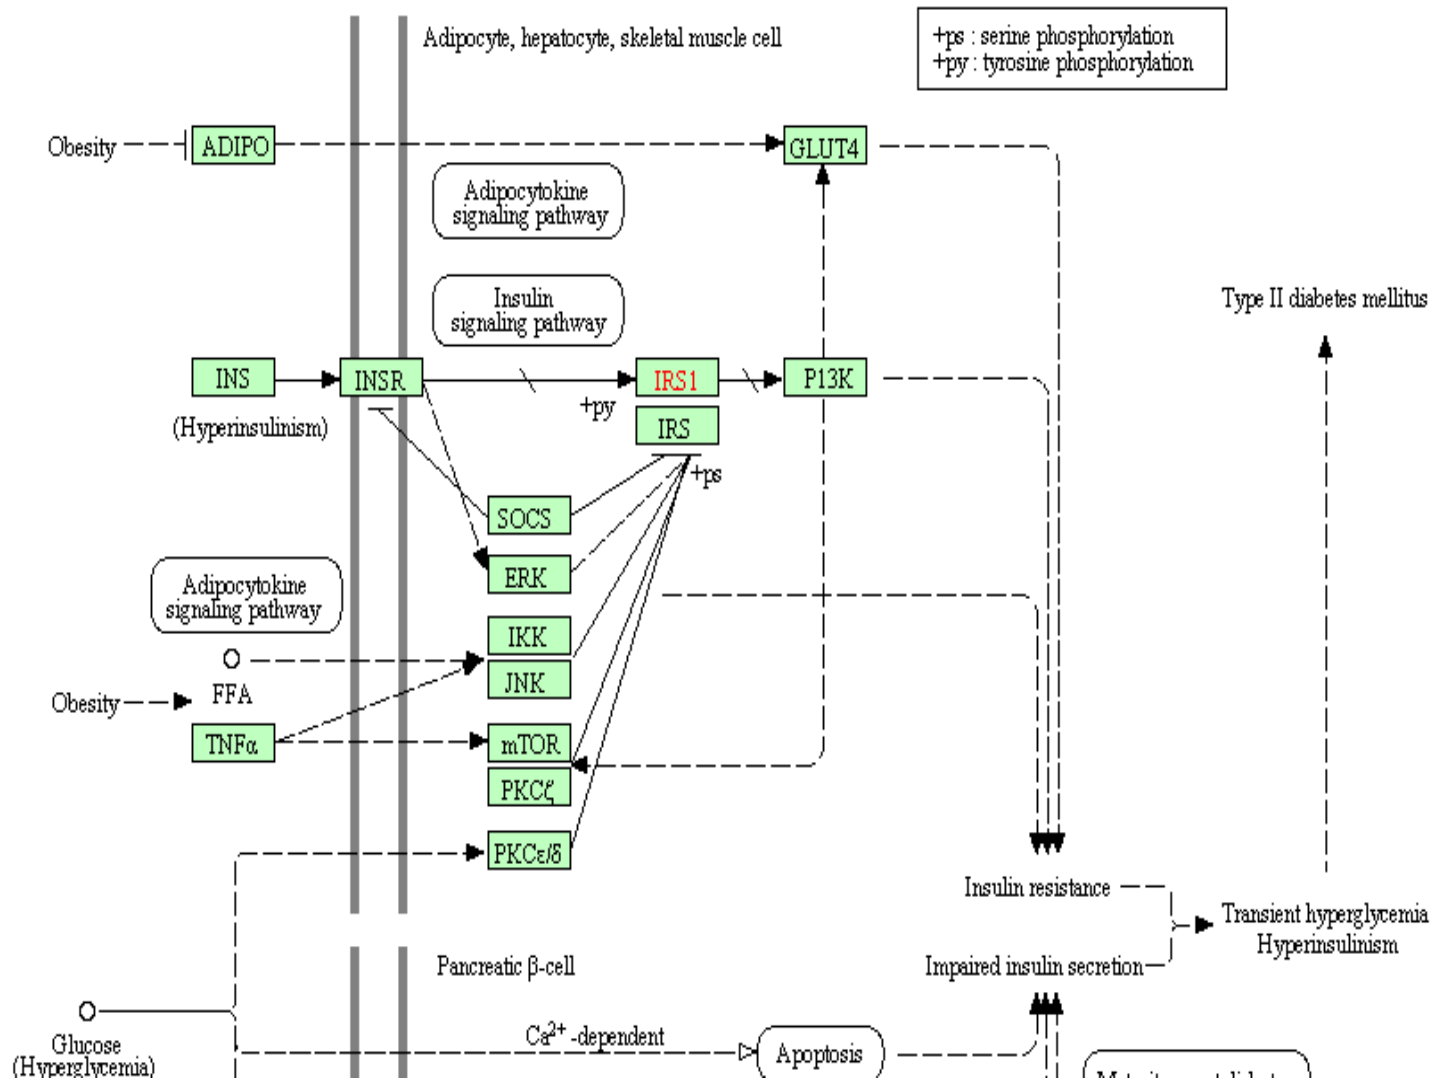 Adipocyte, hepatocyte, skeletal muscle cell
+ps : serine phosphorylation
+py : tyrosine phosphorylation
Obesity
ADIPO
GLUT4
Adipocytokine
signaling pathway
Insulin
signaling pathway
Type II diabetes mellitus
INS
INSR
IRS1
P13K
+py
(Hyperinsulinism)
IRS
+ps
SOCS
ERK
Adipocytokine
signaling pathway
IKK
JNK
FFA
Obesity
TNFα
mTOR
PKCζ
PKCε/δ
Insulin resistance
Transient hyperglycemia
Hyperinsulinism
Pancreatic β-cell
Impaired insulin secretion
Ca2+ -dependent
Glucose
(Hyperglycemia)
Apoptosis